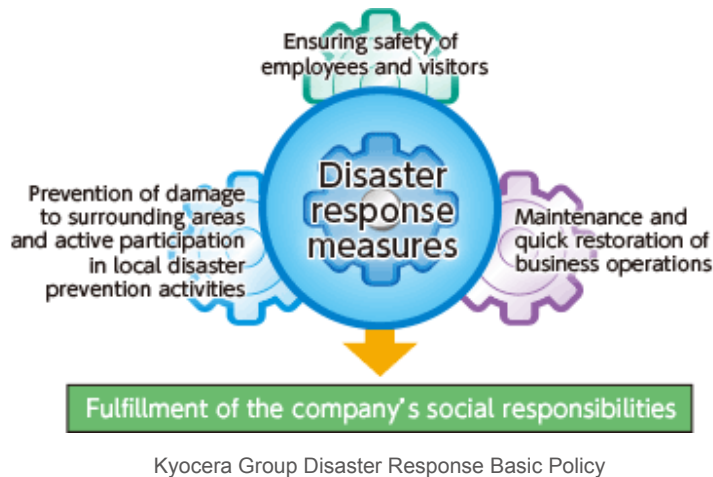 Ensuring safety of
employees and visitors
Disaster
response
measures
Prevention of damage
to surrounding areas
and active participation
in local disaster
prevention activities
Maintenance and
quick restoration of
business operations
Fulfillment of the company's social responsibilities
Kyocera Group Disaster Response Basic Policy